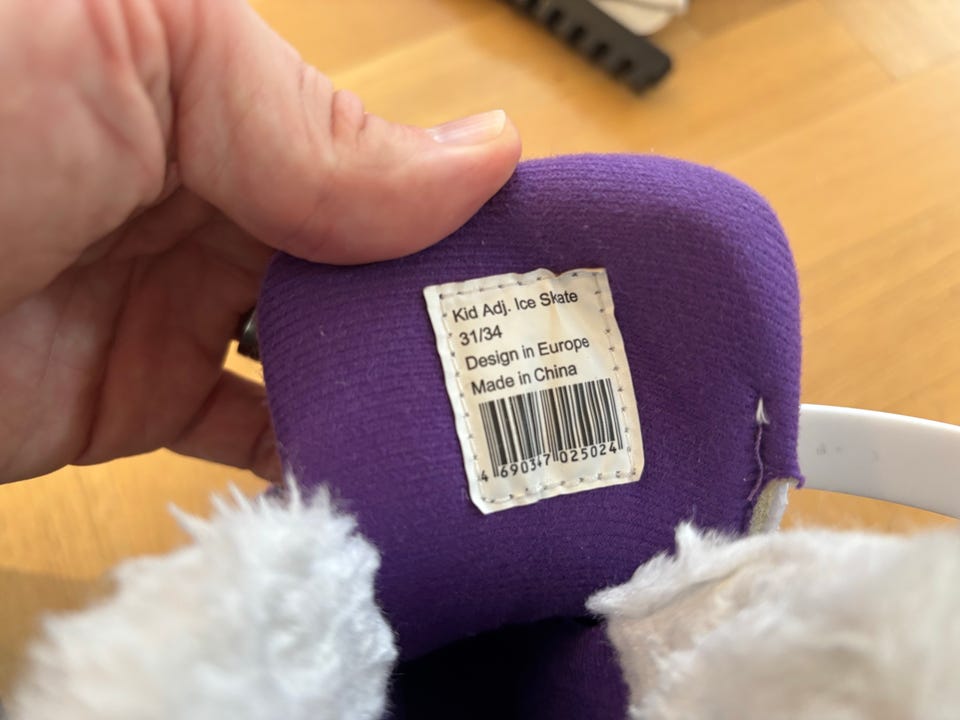 Kid Adj. Ice Skate
31/34
Design in Europe
Made in China
4 690347 025024